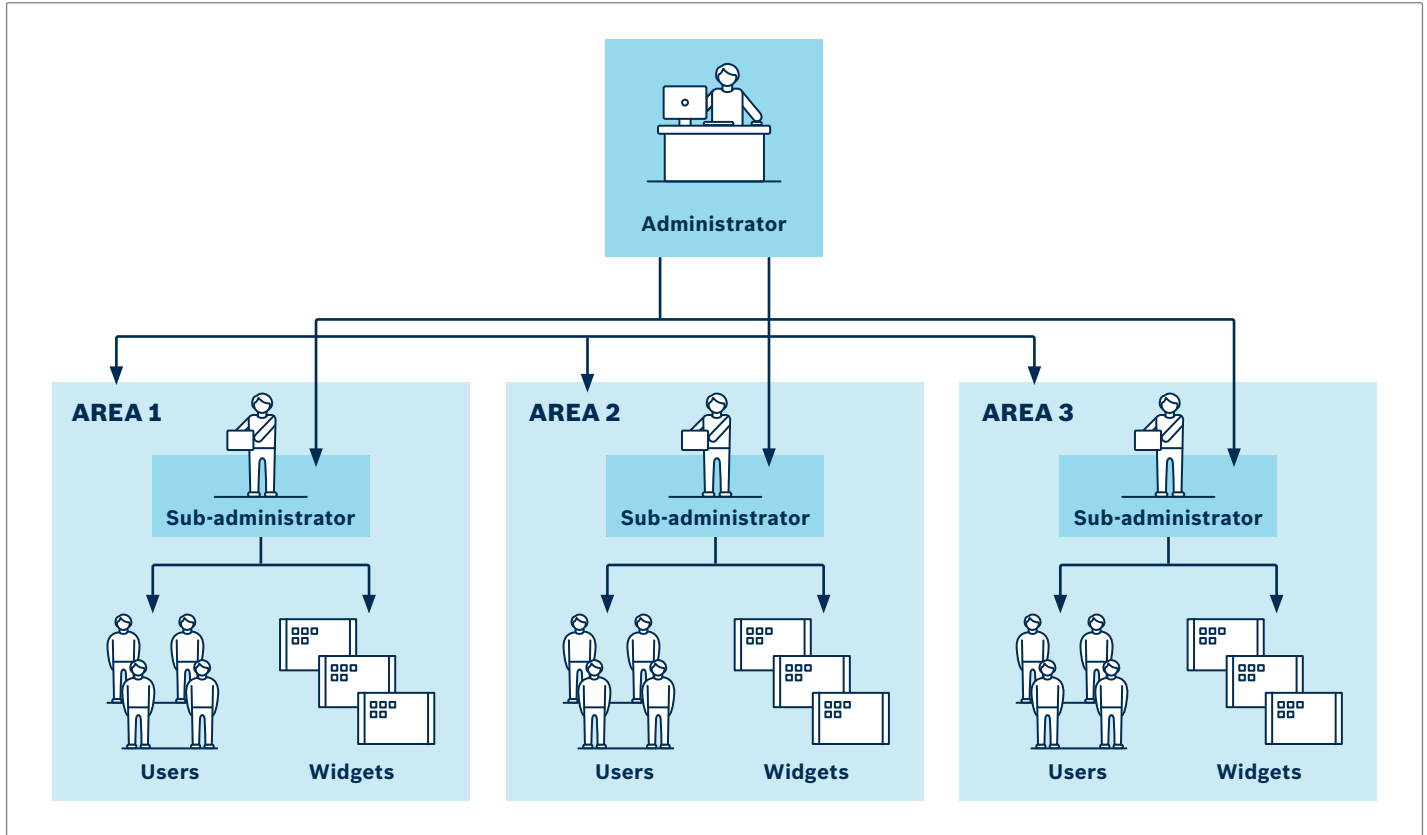 Administrator
AREA 1
AREA 2
AREA 3
Sub-administrator
Sub-administrator
Sub-administrator
Users
Widgets
Users
Widgets
Users
Widgets